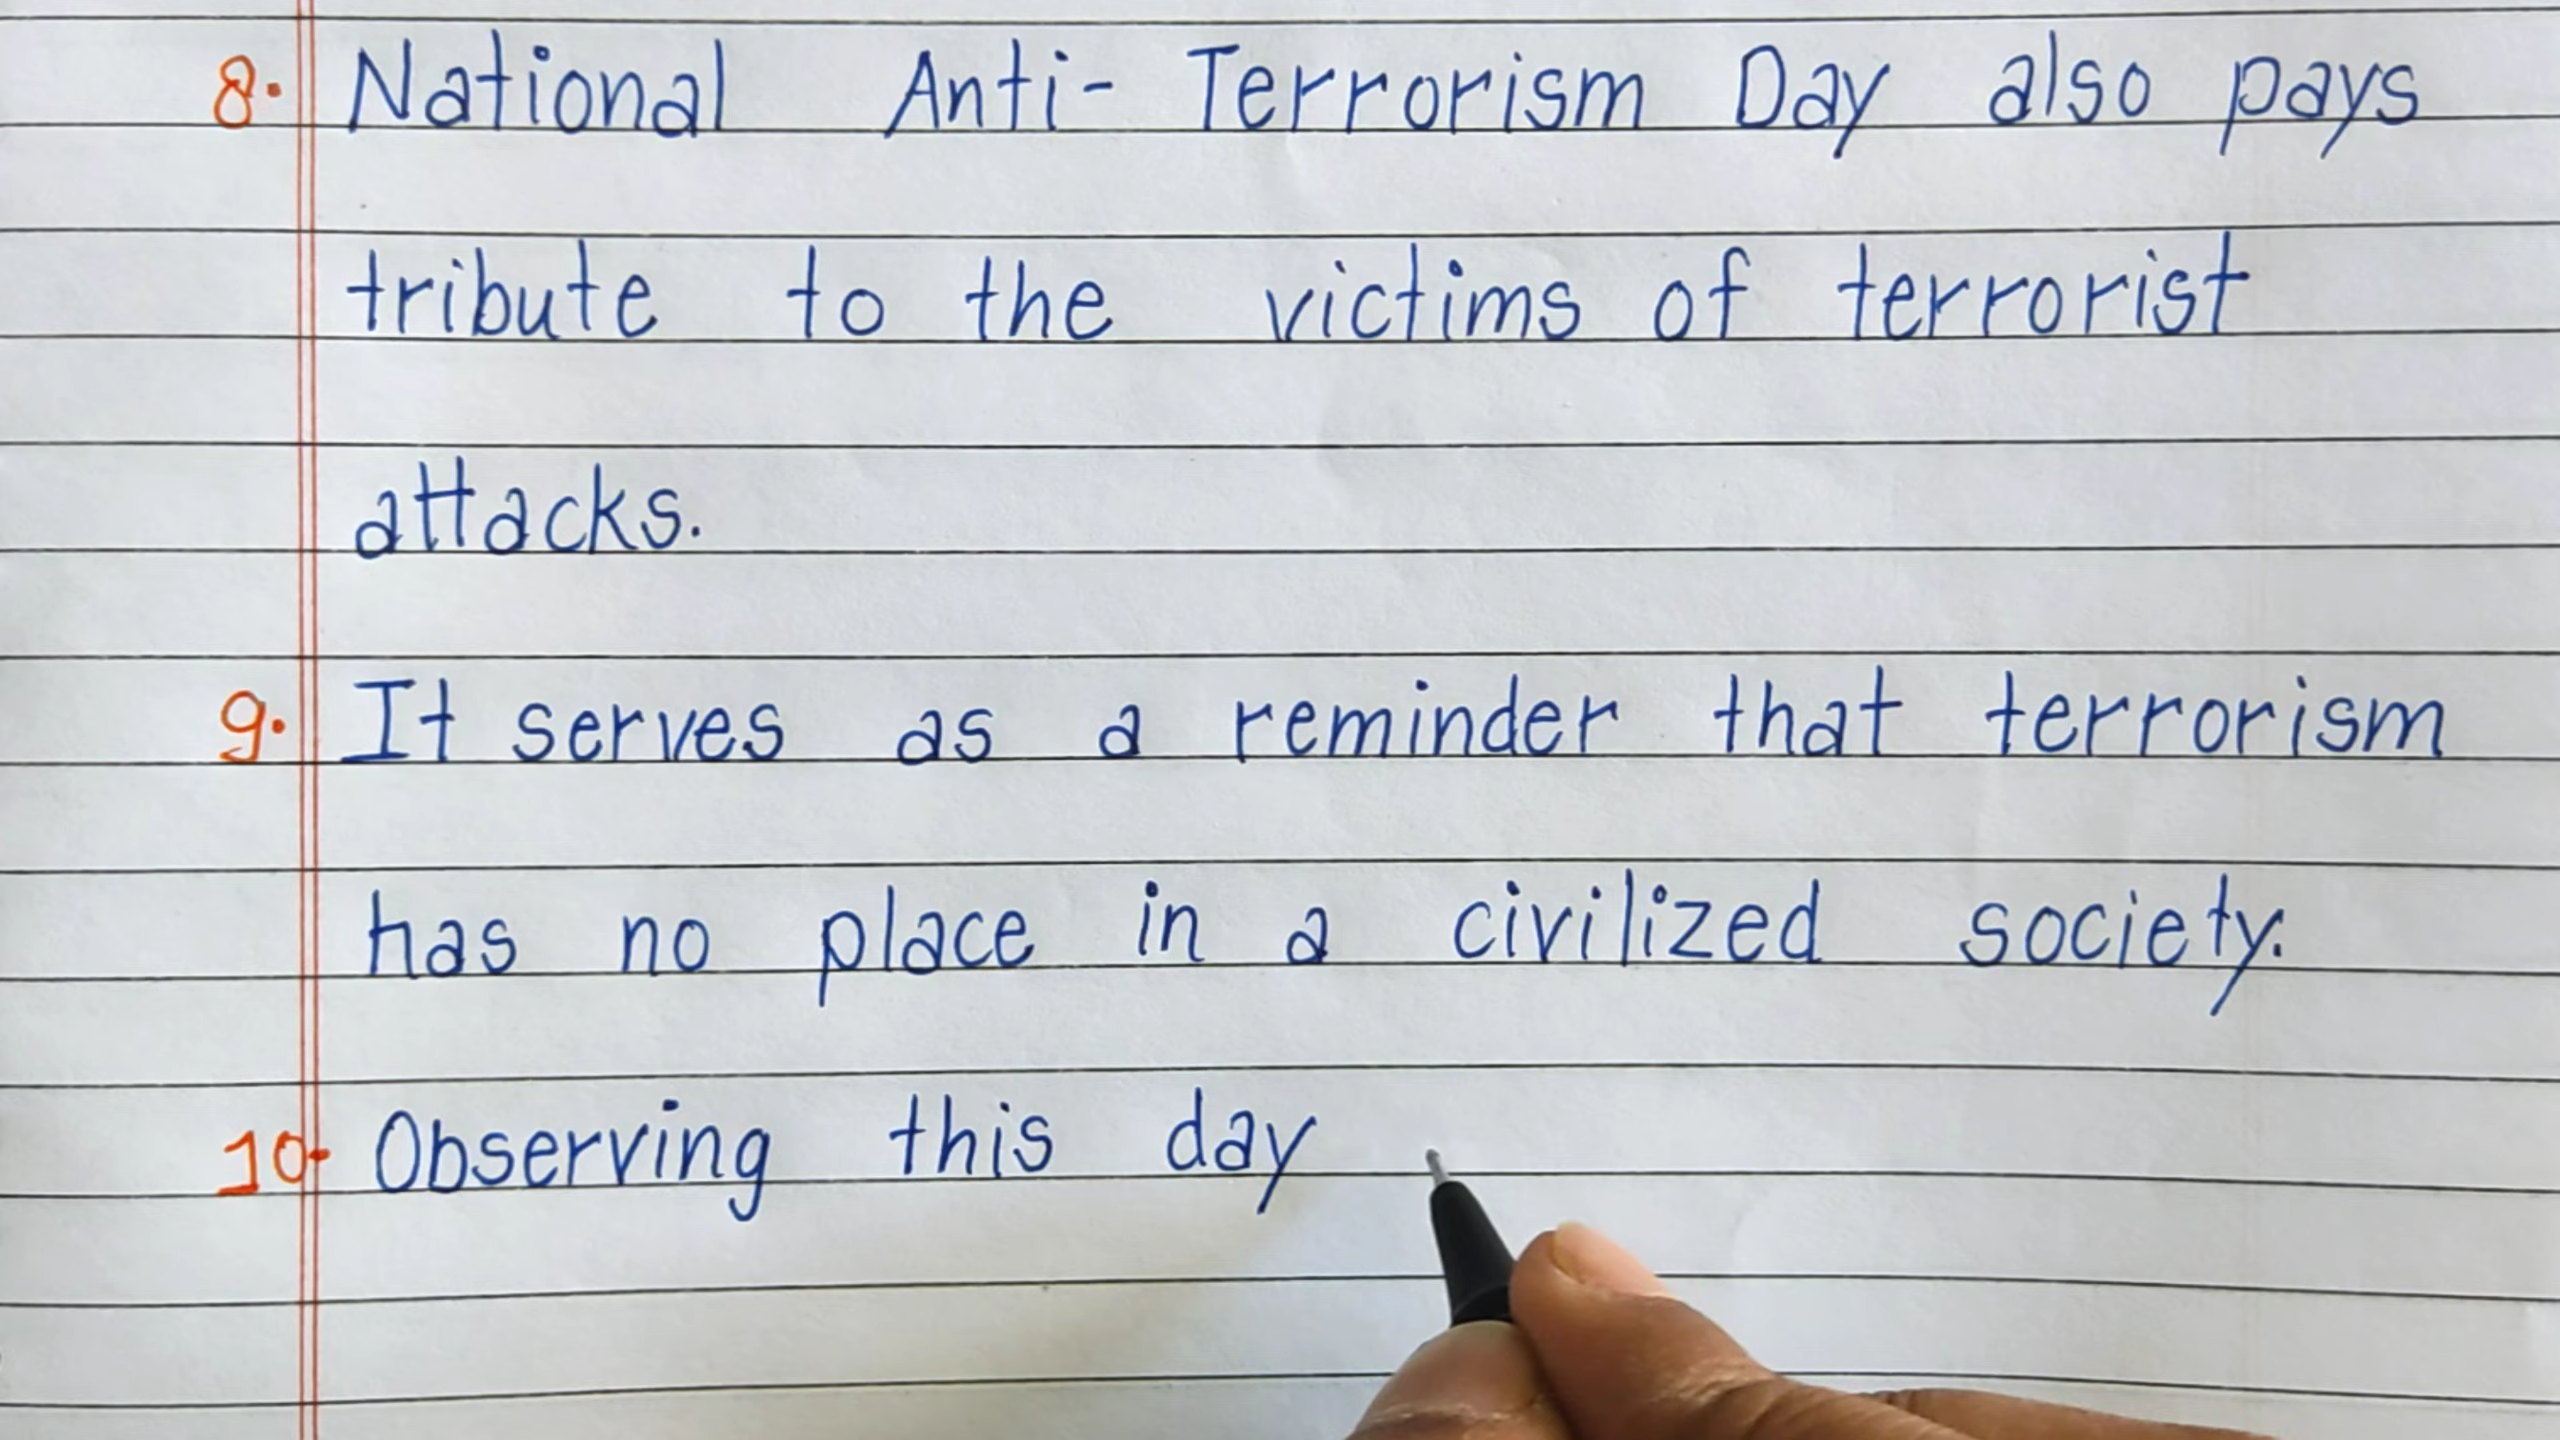 8. National Anti-Terrorism Day also pays
tribute to the victims of terrorist
attacks.
9. It serves as a reminder that terrorism
has no place in a civilized society.
10. Observing this day